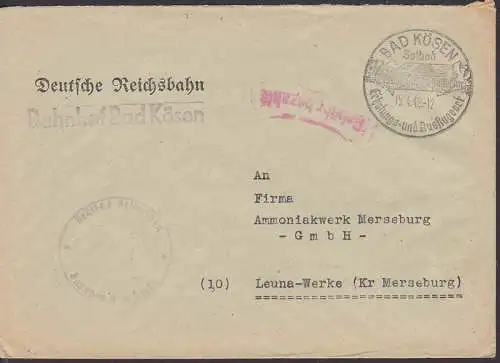 BAD KÖSEN
Solbad
Erholungs- und Ausflugsort
Deutsche Reichsbahn
Bahnhof Bad Kösen
An
Firma
Ammoniakwerk Merseburg
- G m b H -
(10) Leuna-Werke (Kr Merseburg)